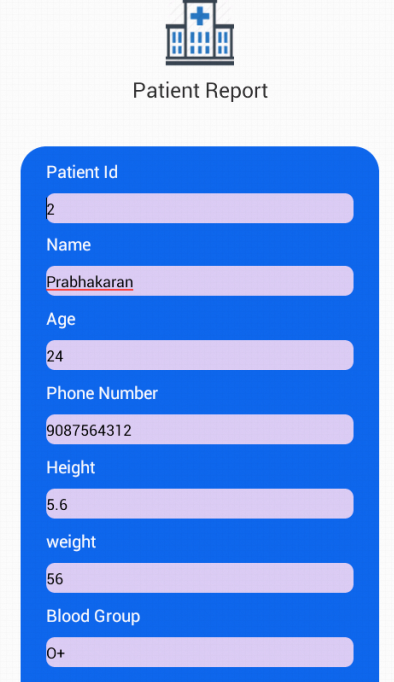 Patient Report
Patient Id
2
Name
Prabhakaran
Age
24
Phone Number
9087564312
Height
5.6
weight
56
Blood Group
O+